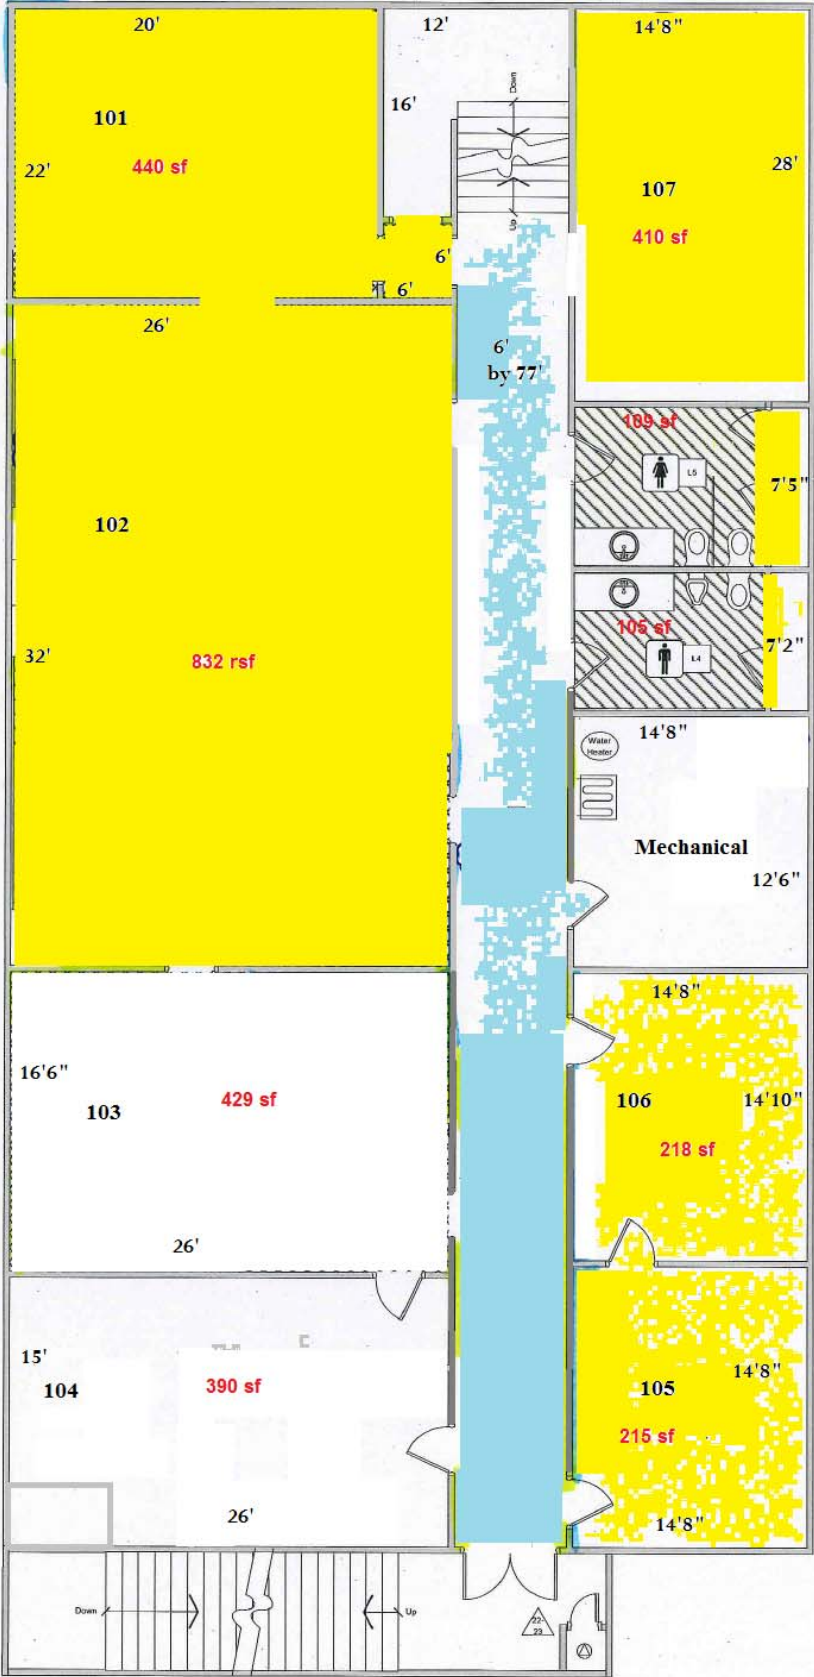 20'
12'
14'8"
Down
16'
101
440 sf
22'
28'
107
Up
410 sf
6'
6'
26'
6'
by 77'
109 sf
L5
7'5"
102
105 sf
7'2"
L4
32'
832 rsf
14'8"
Water
Heater
Mechanical
12'6"
14'8"
16'6"
103
429 sf
106
14'10"
218 sf
26'
15'
104
390 sf
14'8"
105
215 sf
26'
14'8"
Down
Up
22-
23